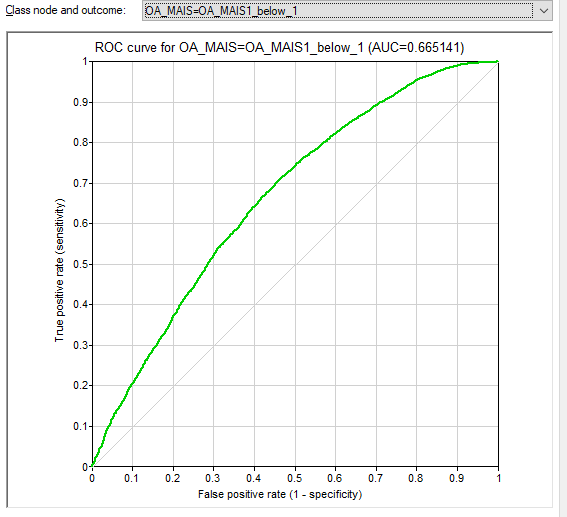 Class node and outcome: OA_MAIS=OA_MAIS1_below_1
ROC curve for OA_MAIS=OA_MAIS1_below_1 (AUC=0.665141)
1
0.9
0.8
0.7
0.6
0.5
0.4
0.3
0.2
0.1
0
True positive rate (sensitivity)
0 0.1 0.2 0.3 0.4 0.5 0.6 0.7 0.8 0.9 1
False positive rate (1 - specificity)